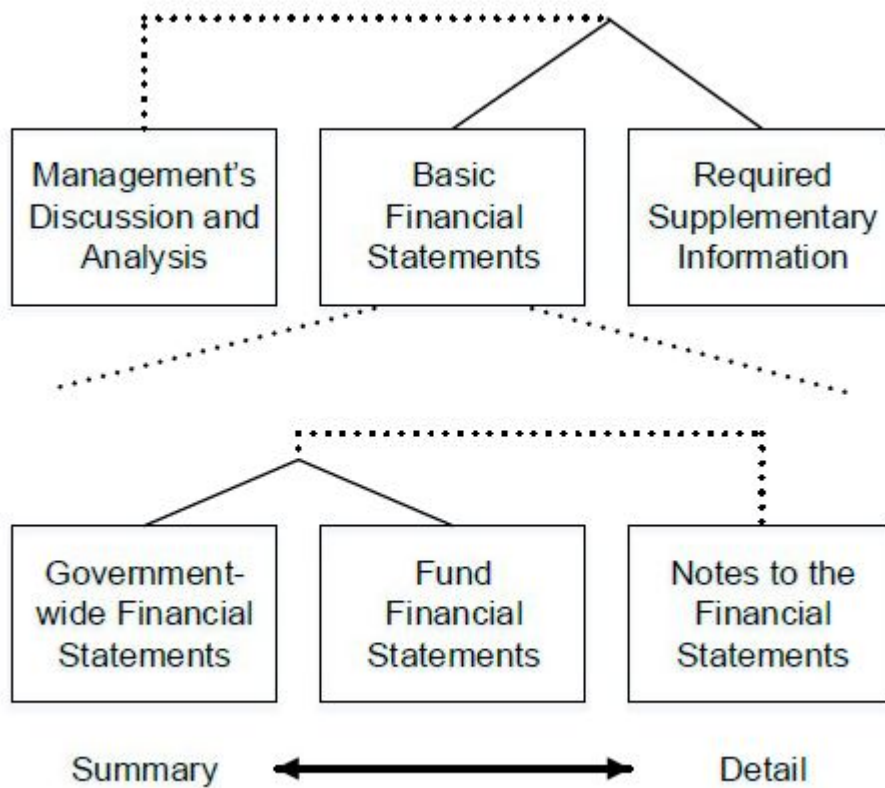 Management's
Discussion and
Analysis
Basic
Financial
Statements
Required
Supplementary
Information
Government-
wide Financial
Statements
Fund
Financial
Statements
Notes to the
Financial
Statements
Summary
Detail